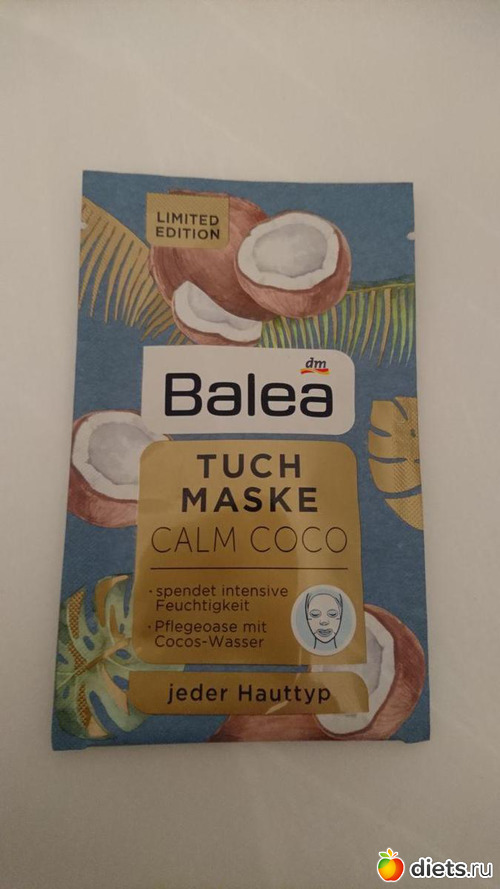 LIMITED
EDITION
dm
Balea
TUCH
MASKE
CALM COCO
· spendet intensive
Feuchtigkeit
· Pflegeoase mit
Cocos-Wasser
jeder Hauttyp
diets.ru